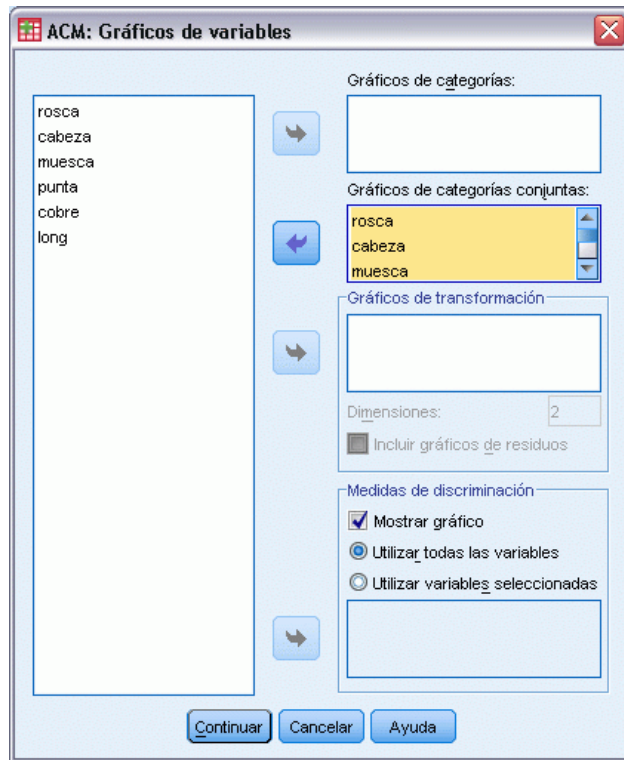 ACM: Gráficos de variables
rosca
cabeza
muesca
punta
cobre
long
Gráficos de categorías:
Gráficos de categorías conjuntas:
rosca
cabeza
muesca
Gráficos de transformación
Dimensiones:
2
Incluir gráficos de residuos
Medidas de discriminación
Mostrar gráfico
Utilizar todas las variables
Utilizar variables seleccionadas
Continuar
Cancelar
Ayuda